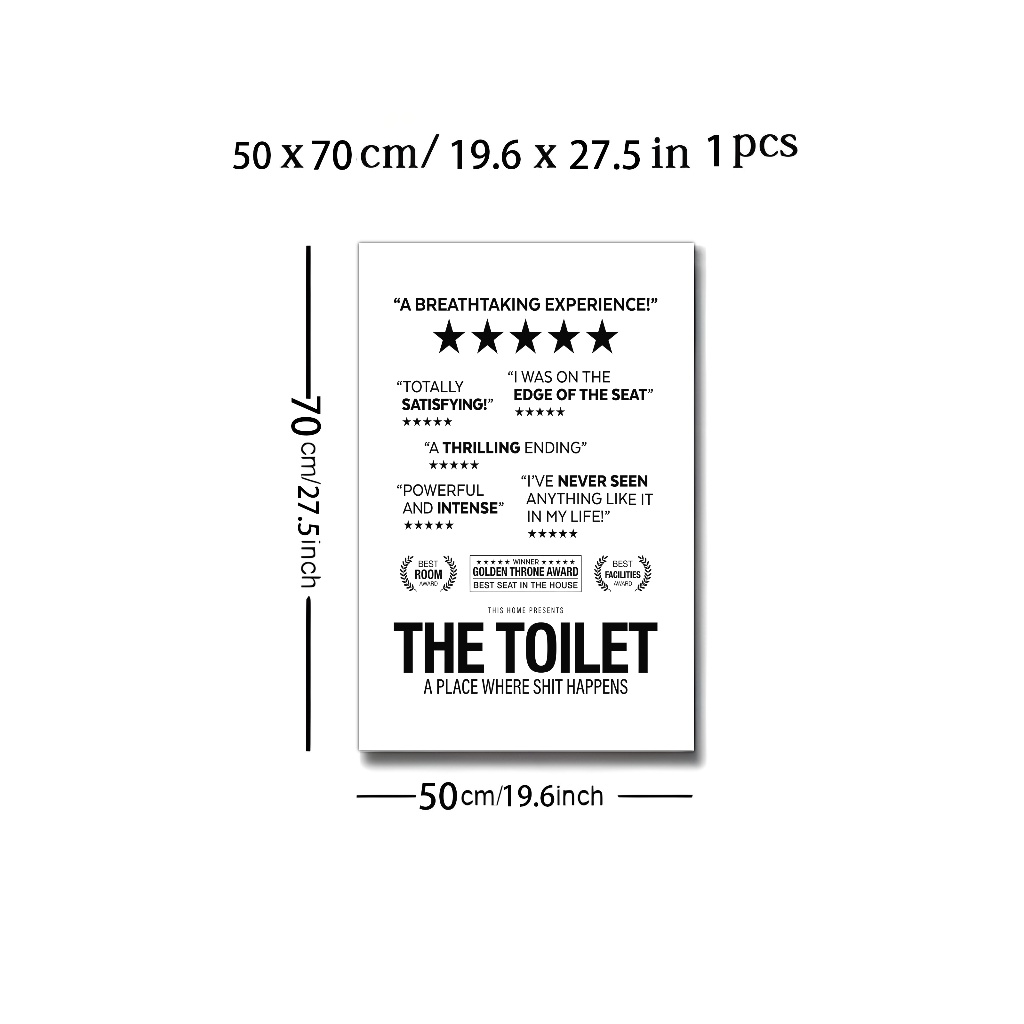 50 x 70 cm/ 19.6 x 27.5 in 1 pcs
70 cm/27.5inch
“A BREATHTAKING EXPERIENCE!”
★★★★★
“TOTALLY
SATISFYING!”
★★★★★
“I WAS ON THE
EDGE OF THE SEAT”
★★★★★
“A THRILLING ENDING”
★★★★★
“POWERFUL
AND INTENSE”
★★★★★
“I’VE NEVER SEEN
ANYTHING LIKE IT
IN MY LIFE!”
★★★★★
BEST
ROOM
AWARD
★★★★★ WINNER ★★★★★
GOLDEN THRONE AWARD
BEST SEAT IN THE HOUSE
BEST
FACILITIES
AWARD
THIS HOME PRESENTS
THE TOILET
A PLACE WHERE SHIT HAPPENS
50cm/19.6inch